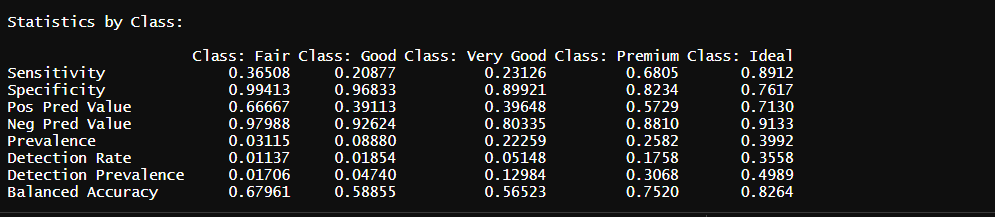 Statistics by Class:
Class: Fair Class: Good Class: Very Good Class: Premium Class: Ideal
Sensitivity 0.36508 0.20877 0.23126 0.6805 0.8912
Specificity 0.99413 0.96833 0.89921 0.8234 0.7617
Pos Pred Value 0.66667 0.39113 0.39648 0.5729 0.7130
Neg Pred Value 0.97988 0.92624 0.80335 0.8810 0.9133
Prevalence 0.03115 0.08880 0.22259 0.2582 0.3992
Detection Rate 0.01137 0.01854 0.05148 0.1758 0.3558
Detection Prevalence 0.01706 0.04740 0.12984 0.3068 0.4989
Balanced Accuracy 0.67961 0.58855 0.56523 0.7520 0.8264